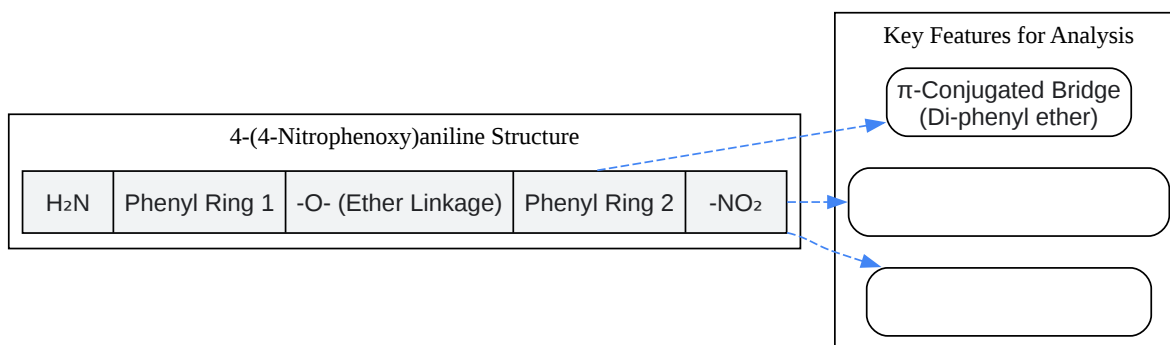 Key Features for Analysis
π-Conjugated Bridge
(Di-phenyl ether)
4-(4-Nitrophenoxy)aniline Structure
H₂N
Phenyl Ring 1
-O- (Ether Linkage)
Phenyl Ring 2
-NO₂